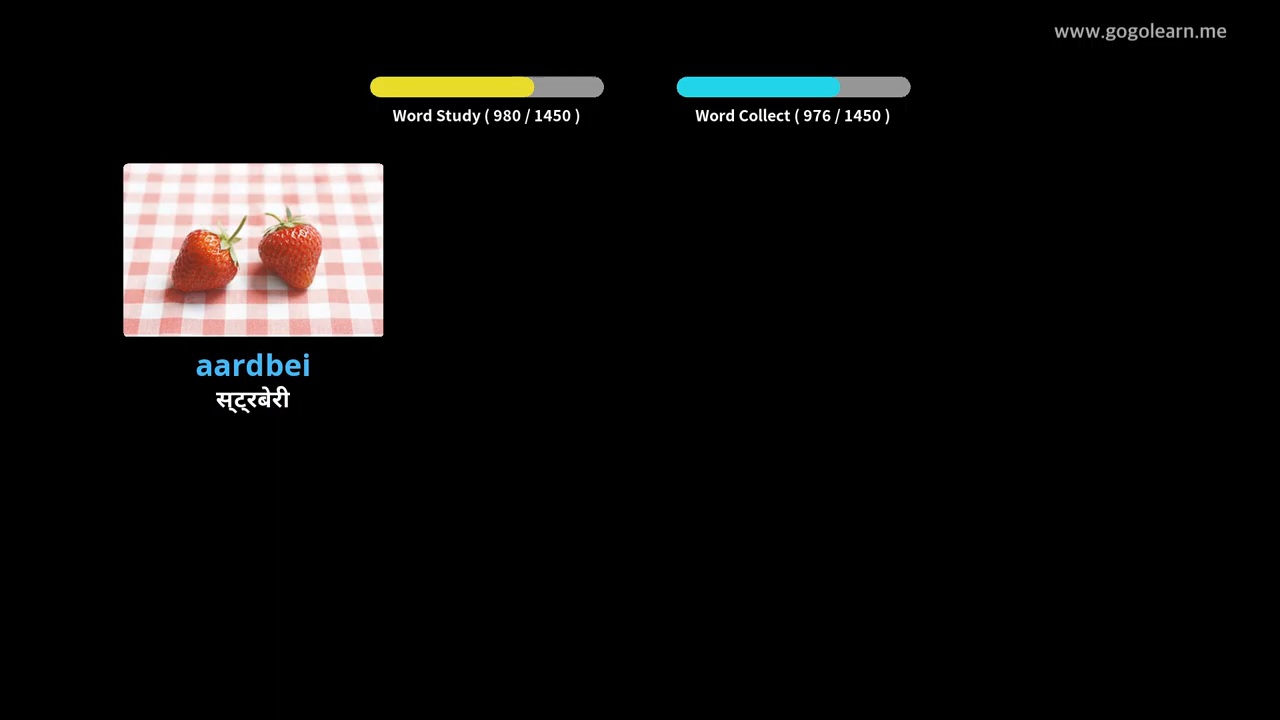 www.gogolearn.me
Word Study ( 980 / 1450 )
Word Collect ( 976 / 1450 )
aardbei
स्ट्रबेरी